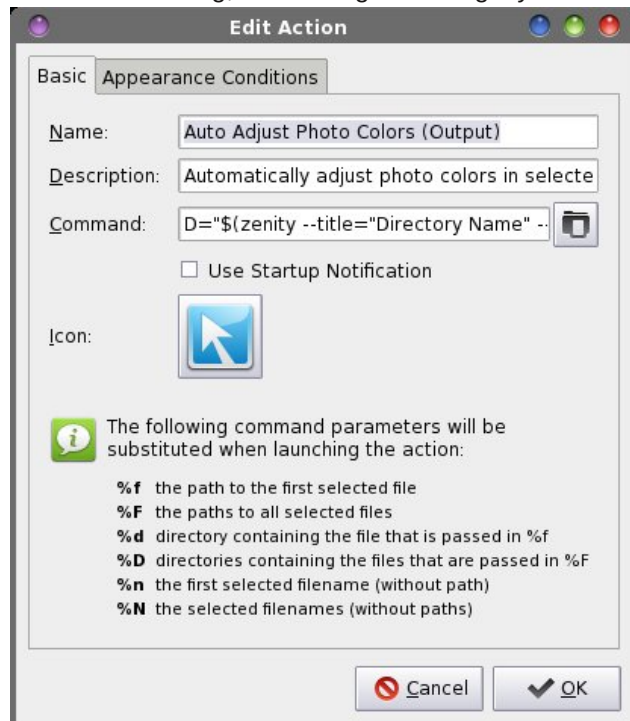 Edit Action
Basic Appearance Conditions
Name: Auto Adjust Photo Colors (Output)
Description: Automatically adjust photo colors in selecte
Command: D="$(zenity --title="Directory Name" --
Use Startup Notification
Icon:
The following command parameters will be
substituted when launching the action:
%f the path to the first selected file
%F the paths to all selected files
%d directory containing the file that is passed in %f
%D directories containing the files that are passed in %F
%n the first selected filename (without path)
%N the selected filenames (without paths)
Cancel OK